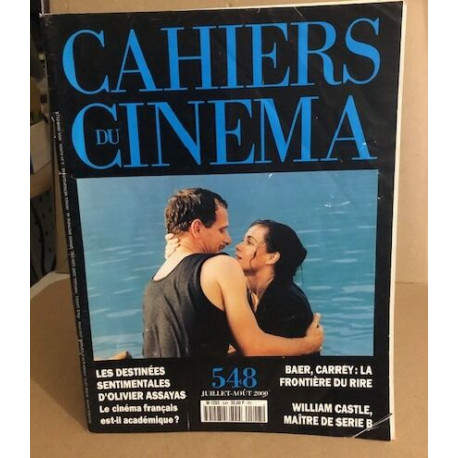 CAHIERS
DU
CINEMA
LES DESTINÉES
SENTIMENTALES
D'OLIVIER ASSAYAS
Le cinéma français
est-il académique ?
548
JUILLET-AOÛT 2000
BAER, CARREY : LA
FRONTIÈRE DU RIRE
WILLIAM CASTLE,
MAÎTRE DE SERIE B